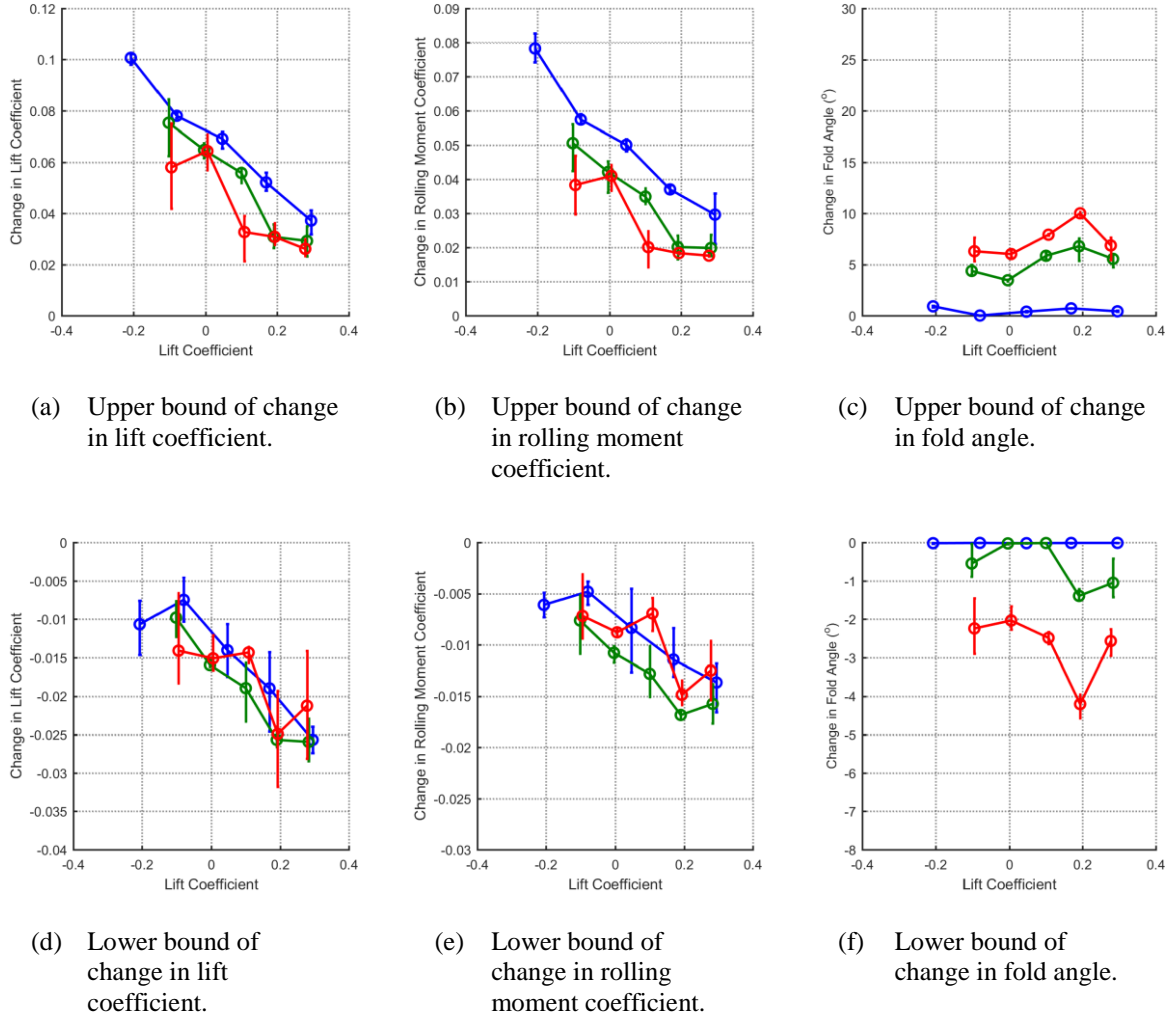 0.12
0.1
0.08
0.06
0.04
0.02
0
-0.4
-0.2
0
0.2
0.4
Change in Lift Coefficient
Lift Coefficient
(a) Upper bound of change
in lift coefficient.
0.09
0.08
0.07
0.06
0.05
0.04
0.03
0.02
0.01
0
-0.4
-0.2
0
0.2
0.4
Change in Rolling Moment Coefficient
Lift Coefficient
(b) Upper bound of change
in rolling moment
coefficient.
30
25
20
15
10
5
0
-0.4
-0.2
0
0.2
0.4
Change in Fold Angle (°)
Lift Coefficient
(c) Upper bound of change
in fold angle.
0
-0.005
-0.01
-0.015
-0.02
-0.025
-0.03
-0.035
-0.04
-0.4
-0.2
0
0.2
0.4
Change in Lift Coefficient
Lift Coefficient
(d) Lower bound of
change in lift
coefficient.
0
-0.005
-0.01
-0.015
-0.02
-0.025
-0.03
-0.4
-0.2
0
0.2
0.4
Change in Rolling Moment Coefficient
Lift Coefficient
(e) Lower bound of
change in rolling
moment coefficient.
0
-1
-2
-3
-4
-5
-6
-7
-8
-0.4
-0.2
0
0.2
0.4
Change in Fold Angle (°)
Lift Coefficient
(f) Lower bound of
change in fold angle.